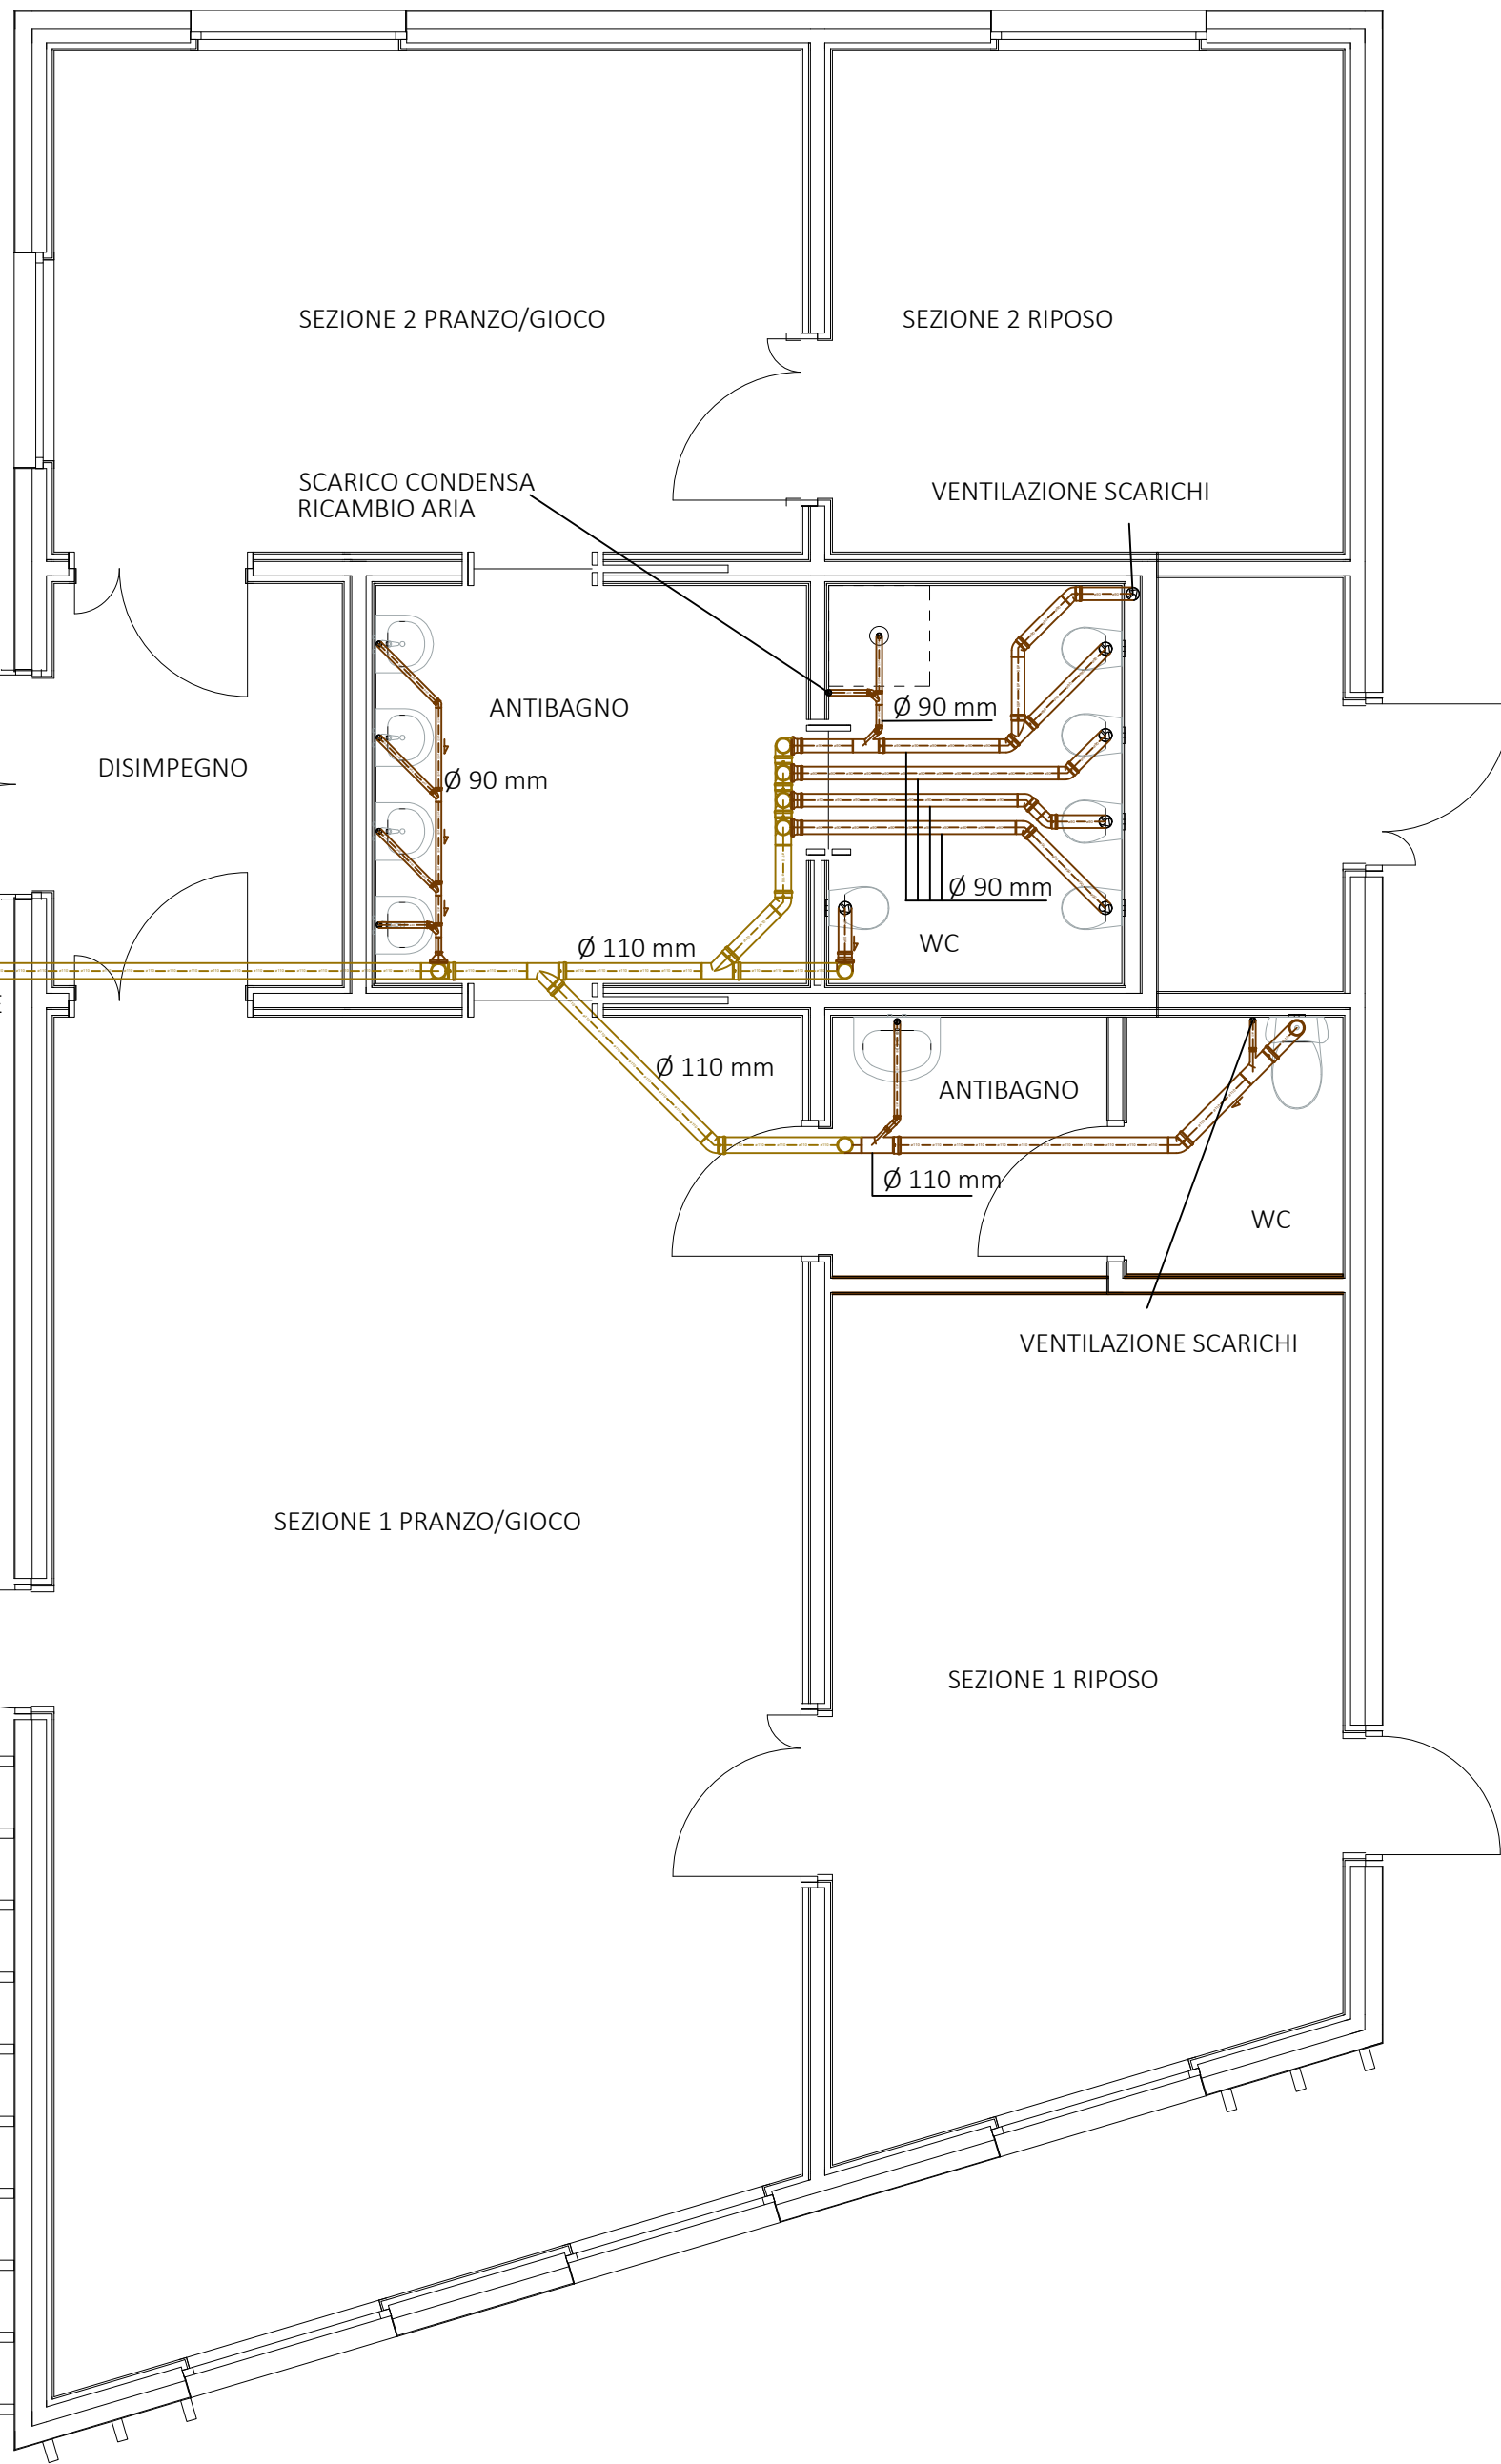 SEZIONE 2 PRANZO/GIOCO
SEZIONE 2 RIPOSO
SCARICO CONDENSA
RICAMBIO ARIA
VENTILAZIONE SCARICHI
ANTIBAGNO
Ø 90 mm
DISIMPEGNO
Ø 90 mm
Ø 90 mm
WC
Ø 110 mm
Ø 110 mm
ANTIBAGNO
Ø 110 mm
WC
VENTILAZIONE SCARICHI
SEZIONE 1 PRANZO/GIOCO
SEZIONE 1 RIPOSO